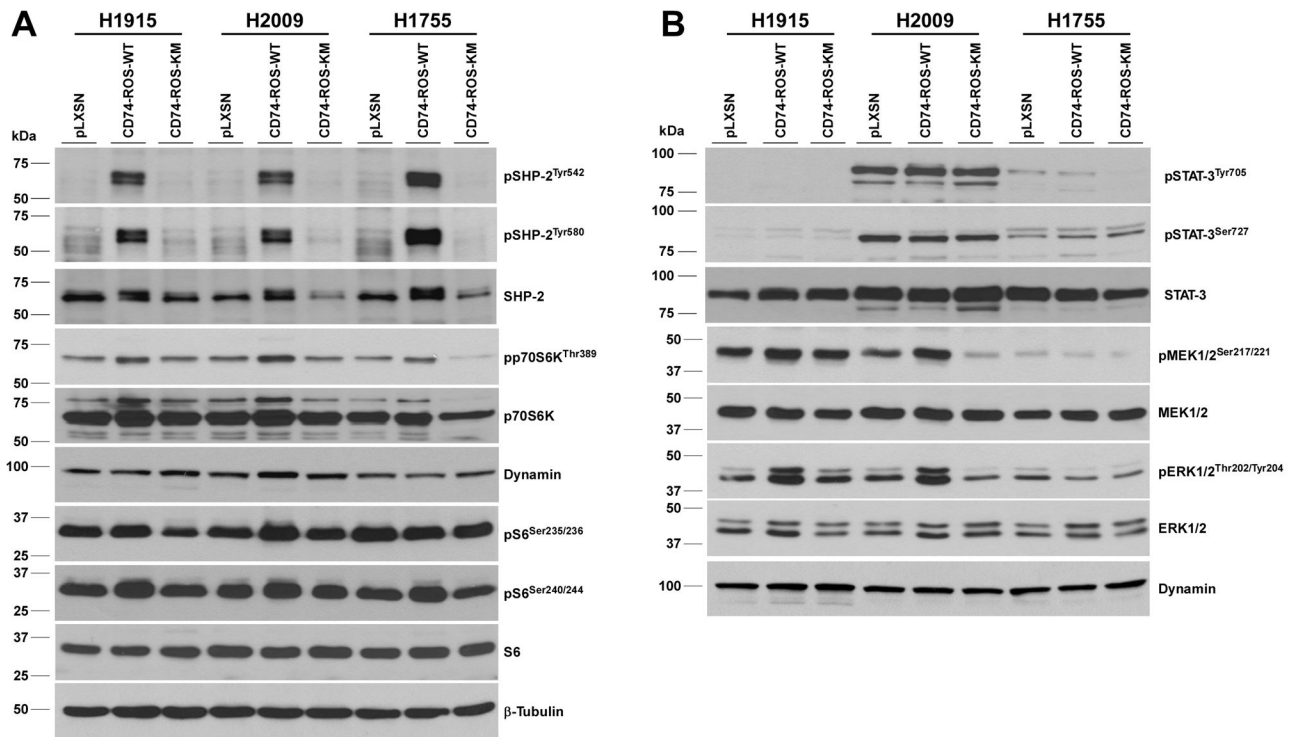 A
H1915 H2009 H1755
pLXSN CD74-ROS-WT CD74-ROS-KM pLXSN CD74-ROS-WT CD74-ROS-KM pLXSN CD74-ROS-WT CD74-ROS-KM
kDa
75
50
pSHP-2Tyr542
75
50
pSHP-2Tyr580
75
50
SHP-2
75
50
pp70S6KThr389
75
50
p70S6K
100
Dynamin
37
25
pS6Ser235/236
37
25
pS6Ser240/244
37
25
S6
50
β-Tubulin
B
H1915 H2009 H1755
pLXSN CD74-ROS-WT CD74-ROS-KM pLXSN CD74-ROS-WT CD74-ROS-KM pLXSN CD74-ROS-WT CD74-ROS-KM
kDa
100
75
pSTAT-3Tyr705
100
75
pSTAT-3Ser727
100
75
STAT-3
50
37
pMEK1/2Ser217/221
50
37
MEK1/2
50
37
pERK1/2Thr202/Tyr204
50
37
ERK1/2
100
Dynamin